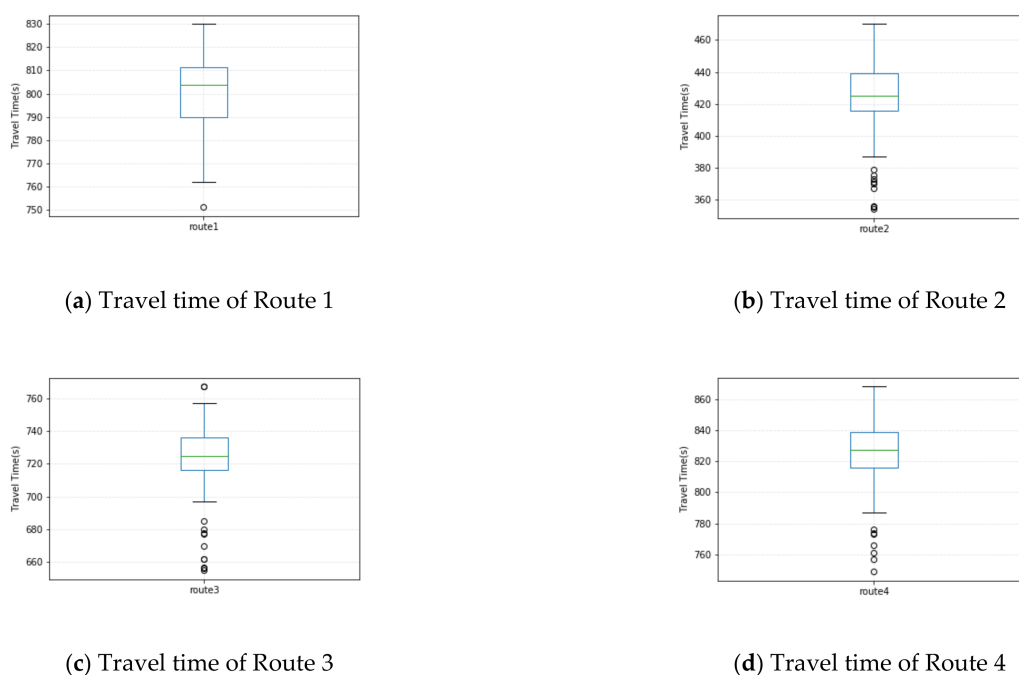 830
820
810
800
790
780
770
760
750
Travel Time(s)
route1
(a) Travel time of Route 1
460
440
420
400
380
360
Travel Time(s)
route2
(b) Travel time of Route 2
760
740
720
700
680
660
Travel Time(s)
route3
(c) Travel time of Route 3
860
840
820
800
780
760
Travel Time(s)
route4
(d) Travel time of Route 4